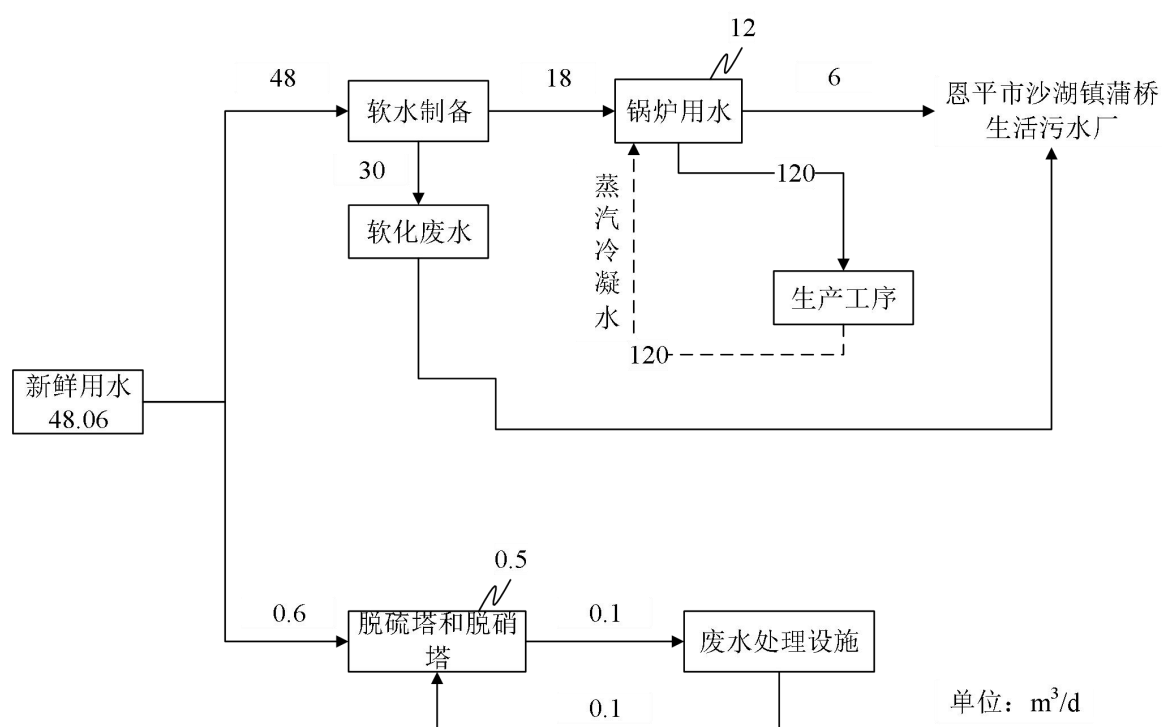 12
48
18
6
软水制备
锅炉用水
恩平市沙湖镇蒲桥
生活污水厂
30
120
蒸汽冷凝水
软化废水
生产工序
120
新鲜用水
48.06
0.5
0.6
脱硫塔和脱硝
塔
0.1
废水处理设施
0.1
单位：m³/d